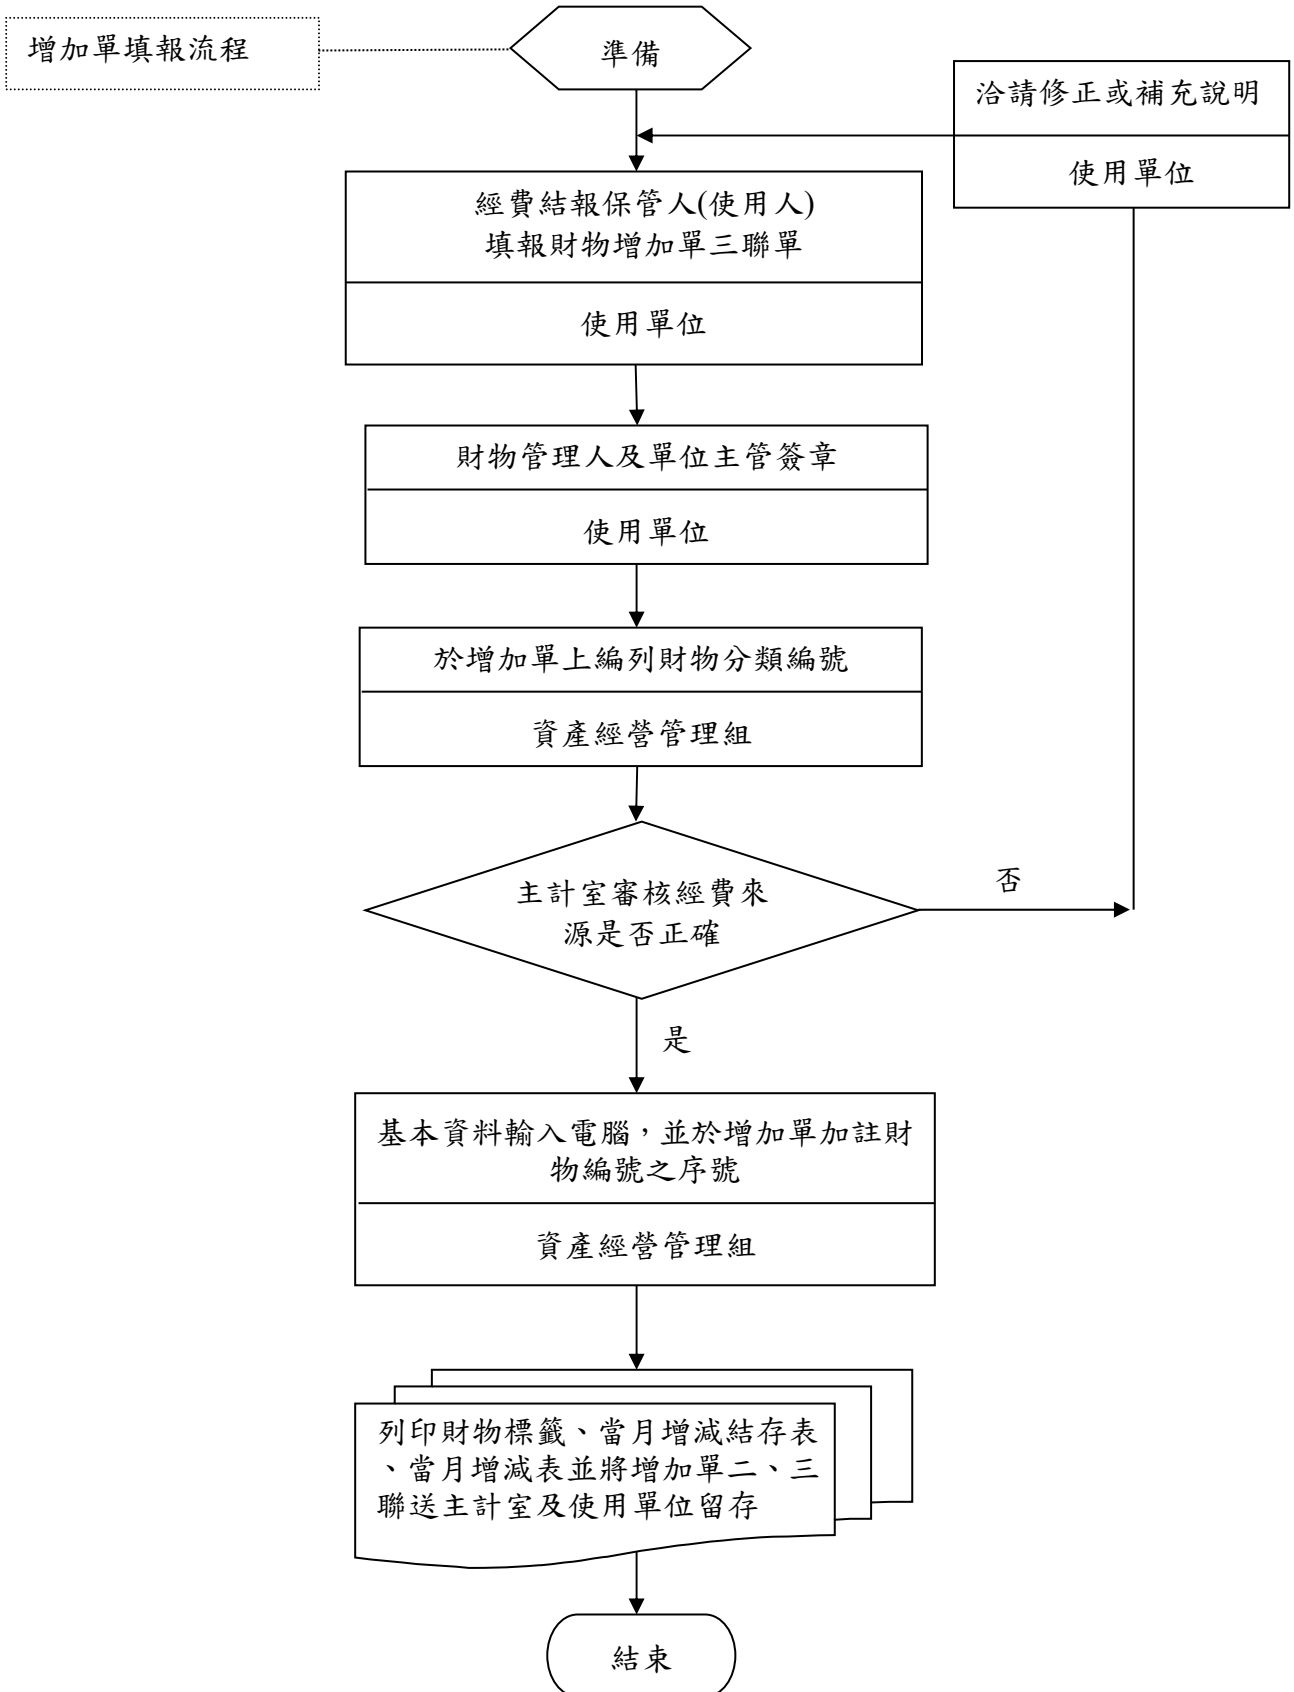 增加單填報流程
準備
洽請修正或補充說明
使用單位
經費結報保管人(使用人)
填報財物增加單三聯單
使用單位
財物管理人及單位主管簽章
使用單位
於增加單上編列財物分類編號
資產經營管理組
主計室審核經費來
源是否正確
否
是
基本資料輸入電腦，並於增加單加註財
物編號之序號
資產經營管理組
列印財物標籤、當月增減結存表
、當月增減表並將增加單二、三
聯送主計室及使用單位留存
結束